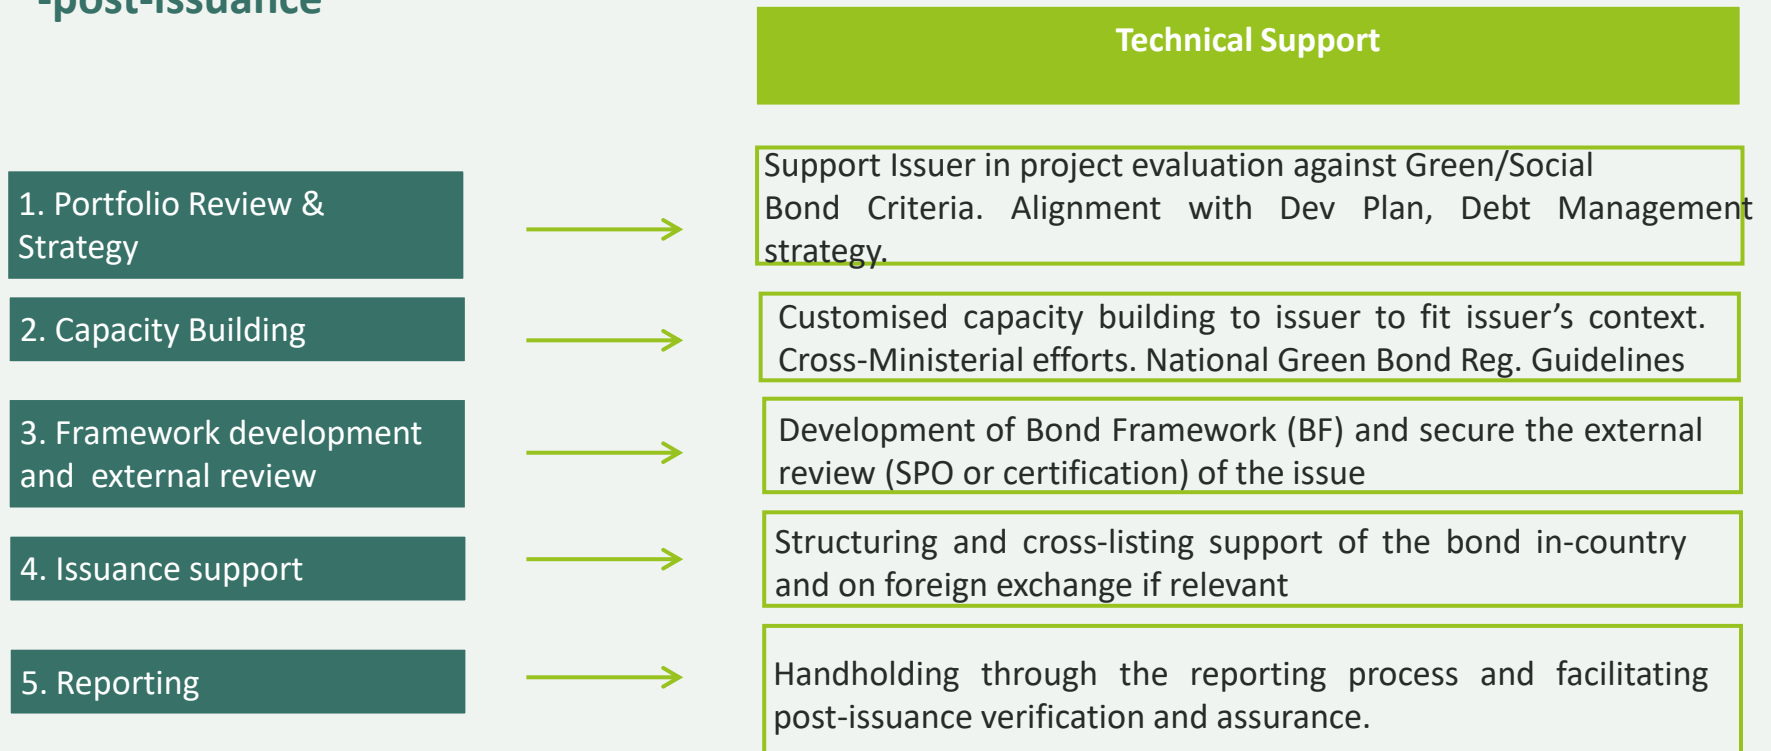 -post-issuance
Technical Support
1. Portfolio Review &
Strategy
Support Issuer in project evaluation against Green/Social
Bond Criteria. Alignment with Dev Plan, Debt Management
strategy.
2. Capacity Building
Customised capacity building to issuer to fit issuer’s context.
Cross-Ministerial efforts. National Green Bond Reg. Guidelines
3. Framework development
and external review
Development of Bond Framework (BF) and secure the external
review (SPO or certification) of the issue
4. Issuance support
Structuring and cross-listing support of the bond in-country
and on foreign exchange if relevant
5. Reporting
Handholding through the reporting process and facilitating
post-issuance verification and assurance.